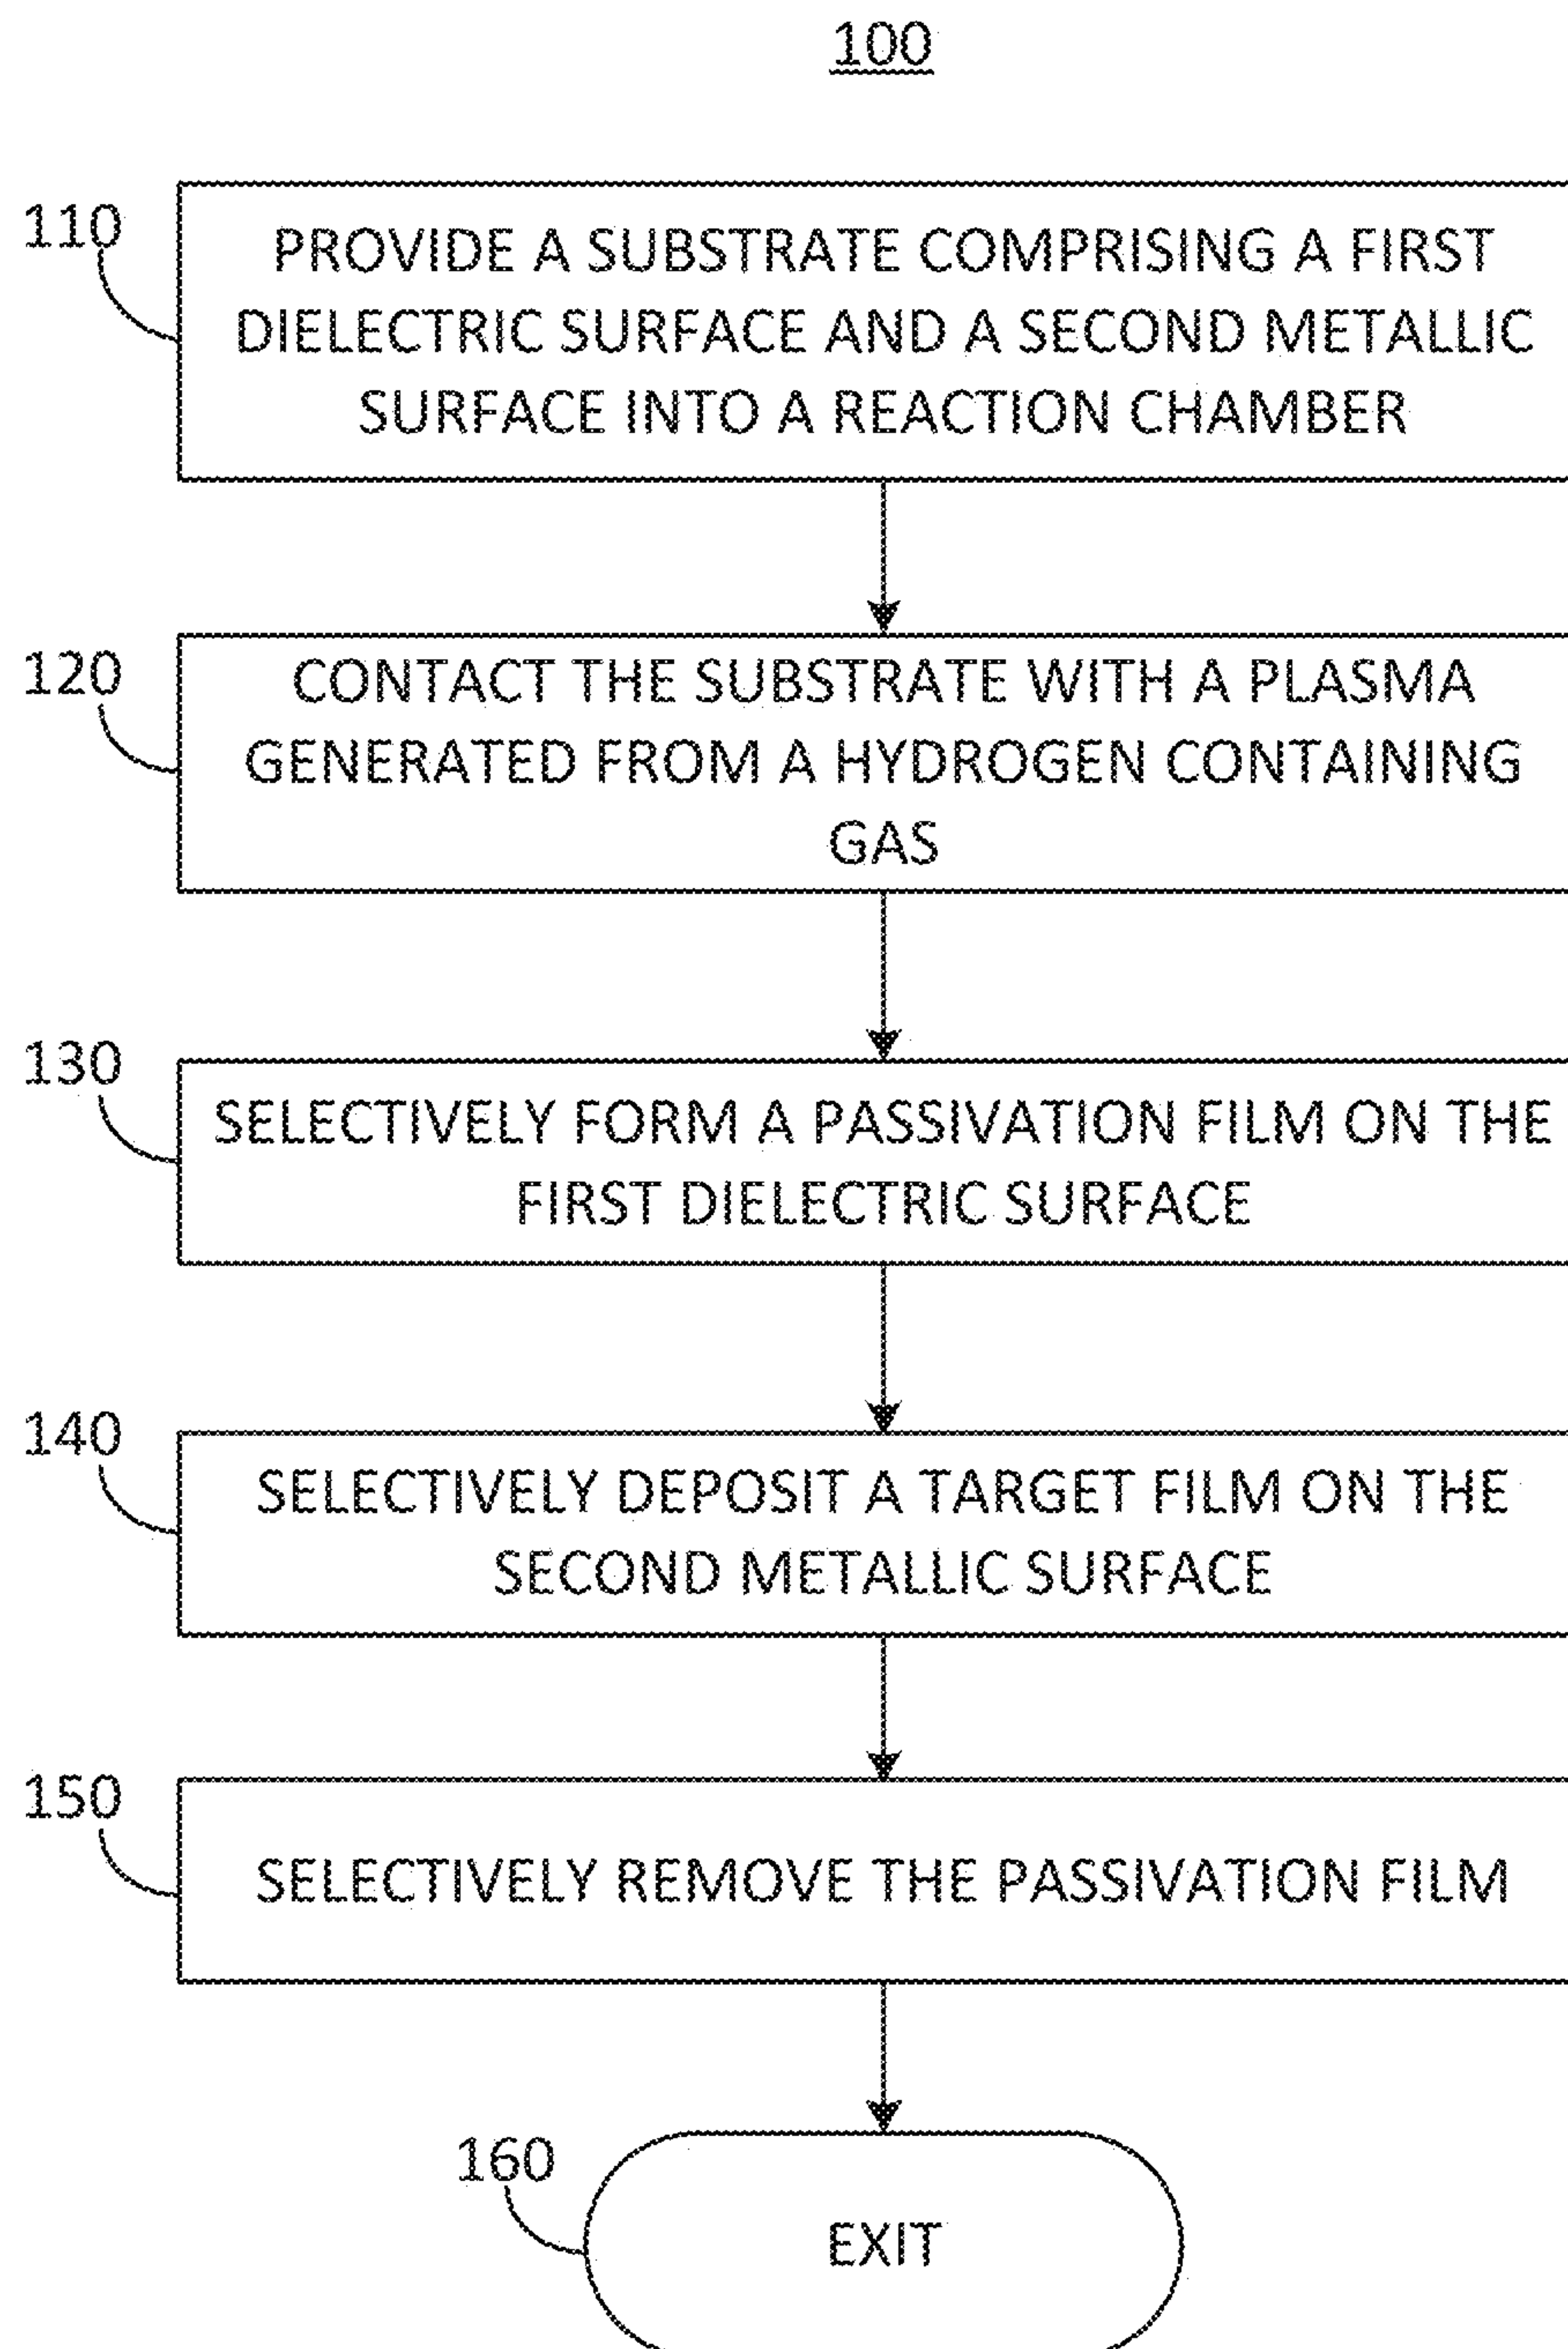 100
110
PROVIDE A SUBSTRATE COMPRISING A FIRST
DIELECTRIC SURFACE AND A SECOND METALLIC
SURFACE INTO A REACTION CHAMBER
120
CONTACT THE SUBSTRATE WITH A PLASMA
GENERATED FROM A HYDROGEN CONTAINING
GAS
130
SELECTIVELY FORM A PASSIVATION FILM ON THE
FIRST DIELECTRIC SURFACE
140
SELECTIVELY DEPOSIT A TARGET FILM ON THE
SECOND METALLIC SURFACE
150
SELECTIVELY REMOVE THE PASSIVATION FILM
160
EXIT